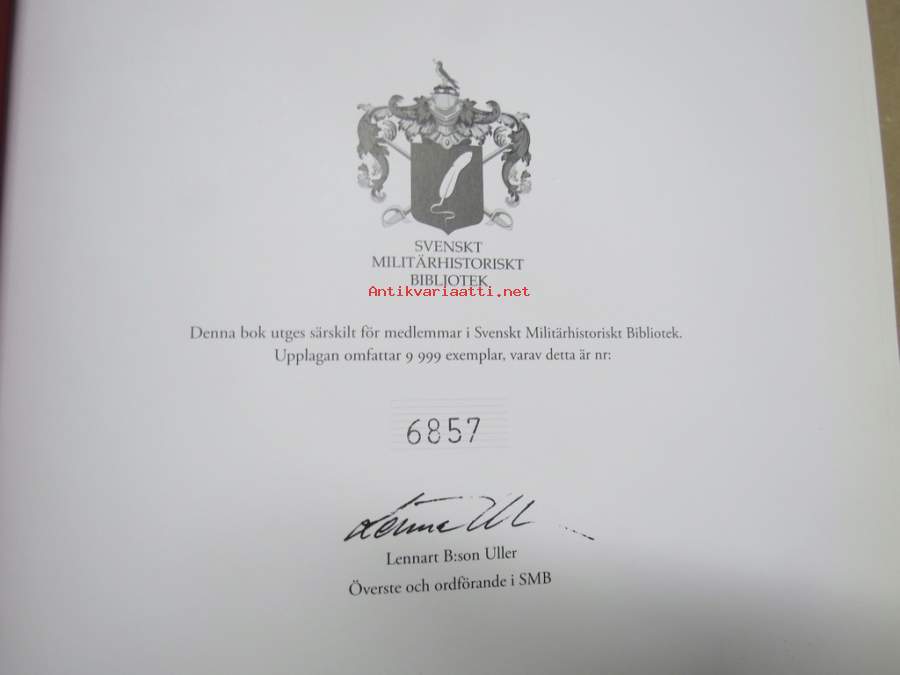 SVENSKT
MILITÄRHISTORISKT
BIBLIOTEK
Antikvariaatti.net
Denna bok utges särskilt för medlemmar i Svenskt Militärhistoriskt Bibliotek.
Upplagan omfattar 9 999 exemplar, varav detta är nr:
6857
Lennart B:son Uller
Överste och ordförande i SMB